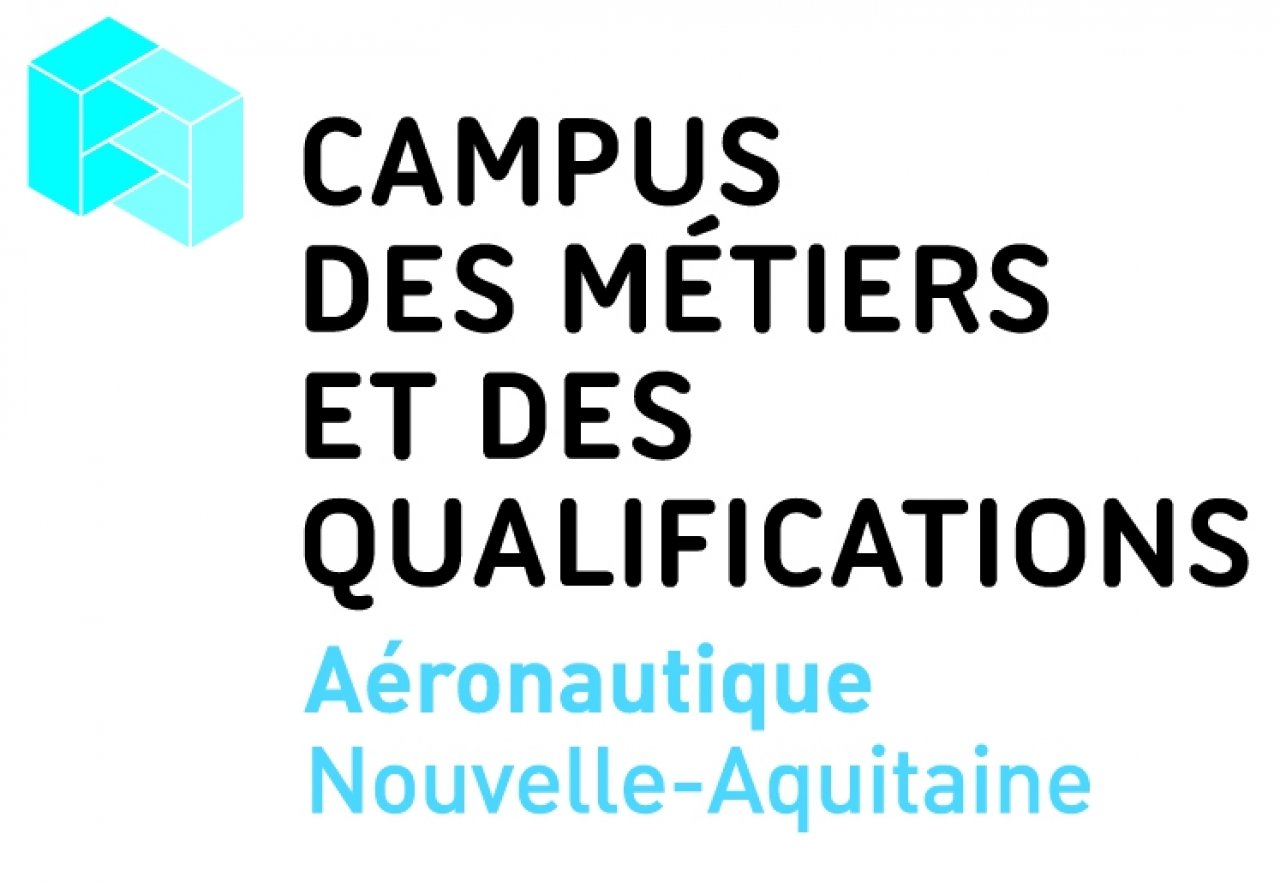 CAMPUS
DES MÉTIERS
ET DES
QUALIFICATIONS
Aéronautique
Nouvelle-Aquitaine